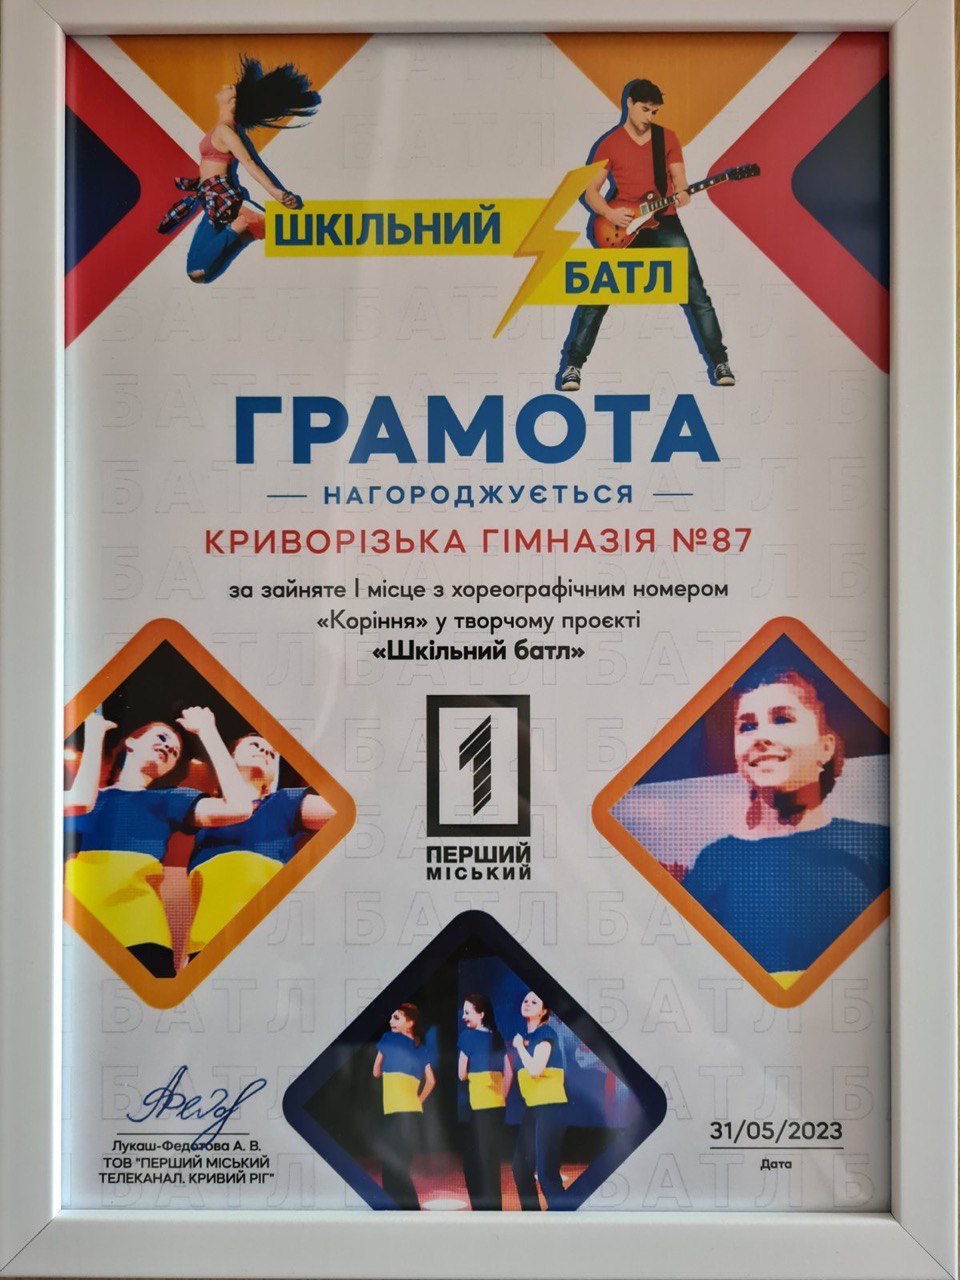 ШКІЛЬНИЙ
БАТЛ
ГРАМОТА
НАГОРОДЖУЄТЬСЯ
КРИВОРІЗЬКА ГІМНАЗІЯ №87
за зайняте І місце з хореографічним номером
«Коріння» у творчому проєкті
«Шкільний батл»
1
ПЕРШИЙ
МІСЬКИЙ
Лукаш-Федотова А. В.
ТОВ "ПЕРШИЙ МІСЬКИЙ
ТЕЛЕКАНАЛ. КРИВИЙ РІГ"
31/05/2023
Дата